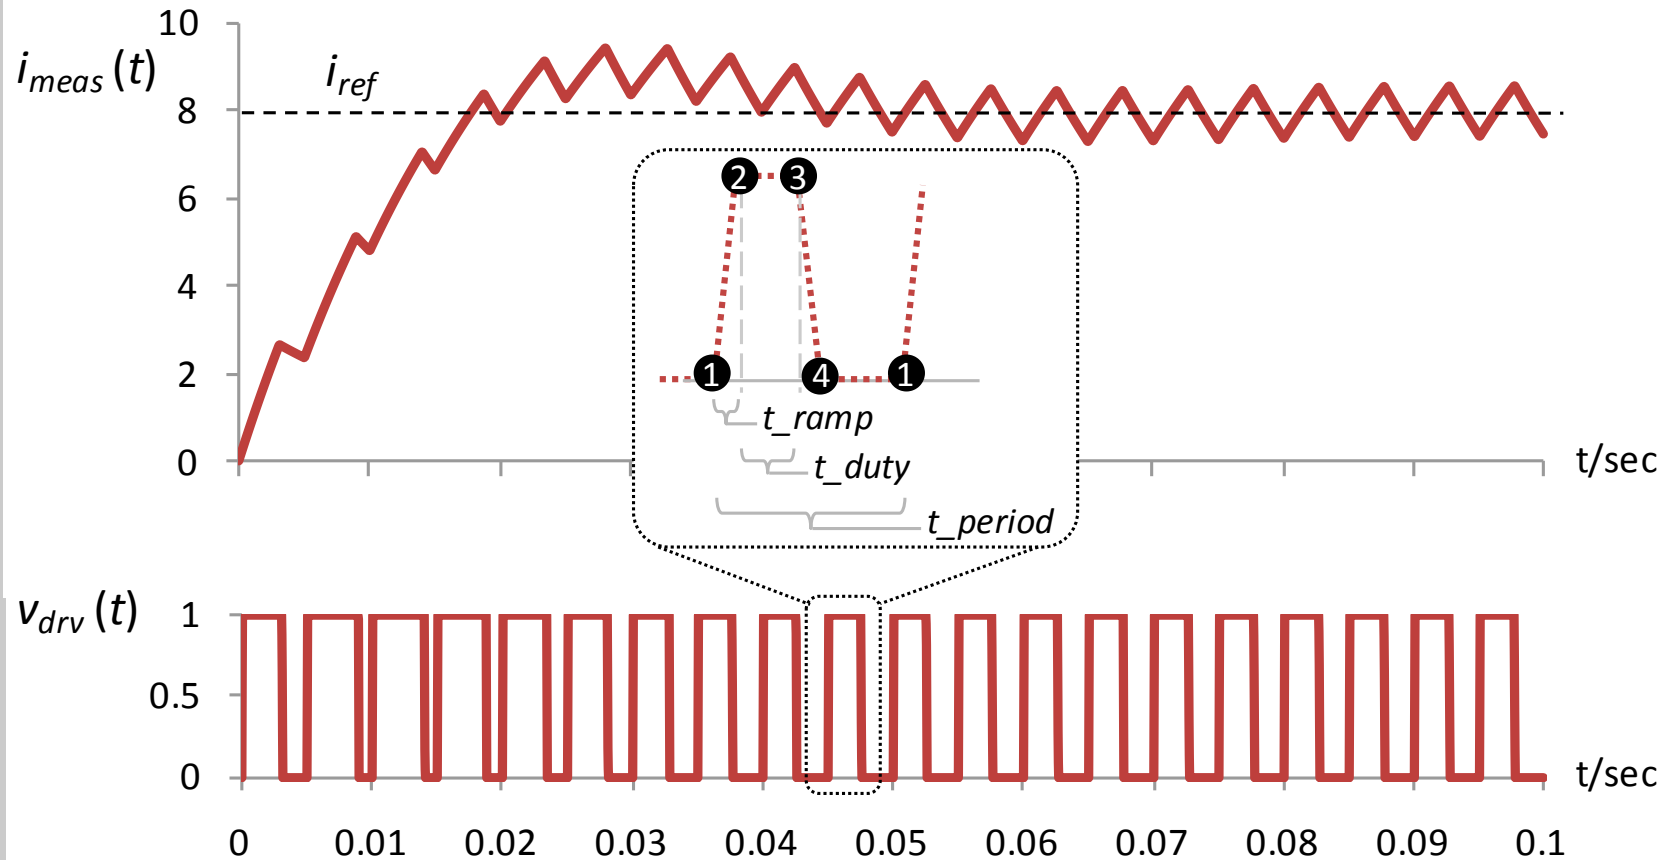 10
i_meas (t)
i_ref
8
6
4
2
0
2 3
1 4 1
t_ramp
t_duty
t_period
t/sec
v_drv (t)
1
0.5
0
t/sec
0 0.01 0.02 0.03 0.04 0.05 0.06 0.07 0.08 0.09 0.1